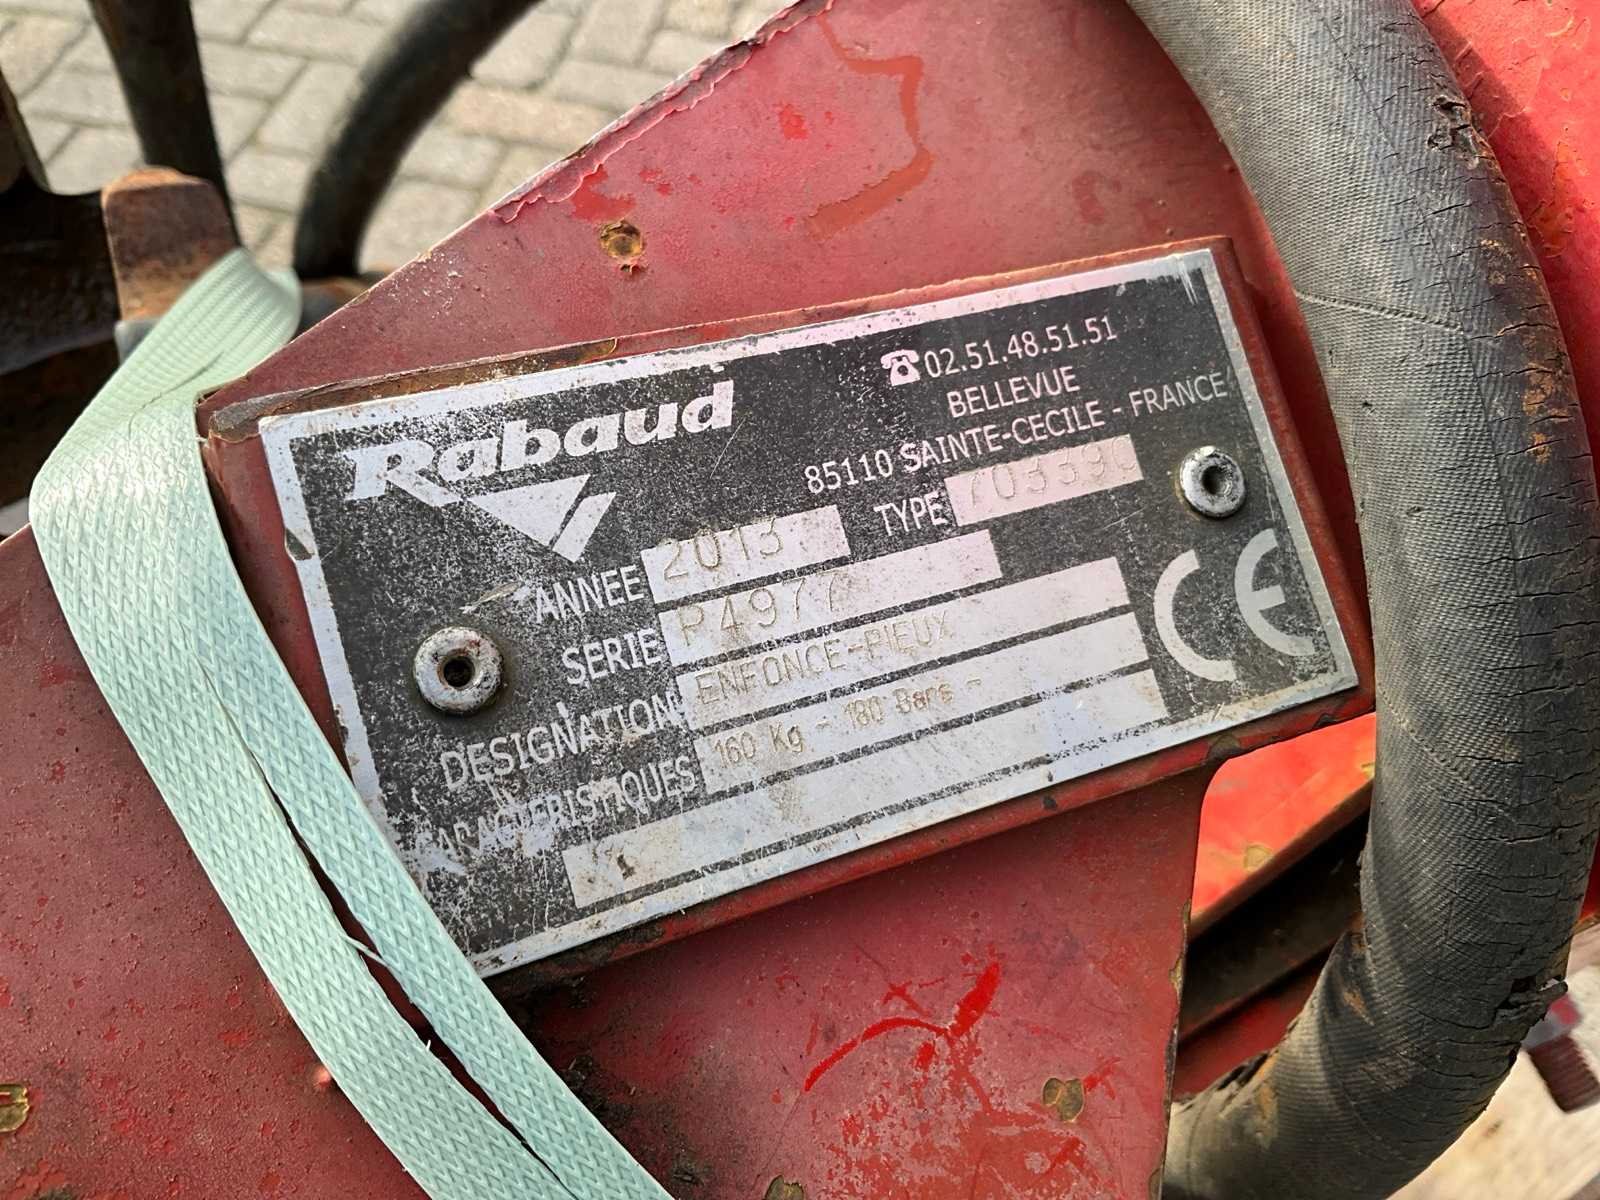 Rabaud
☎02.51.48.51.51
BELLEVUE
85110 SAINTE-CECILE - FRANCE
ANNEE 2013 TYPE 70339C
SERIE P4977
DESIGNATION ENFONCE-PIEUX
CARACTERISTIQUES 160 Kg - 180 Bars -
CE